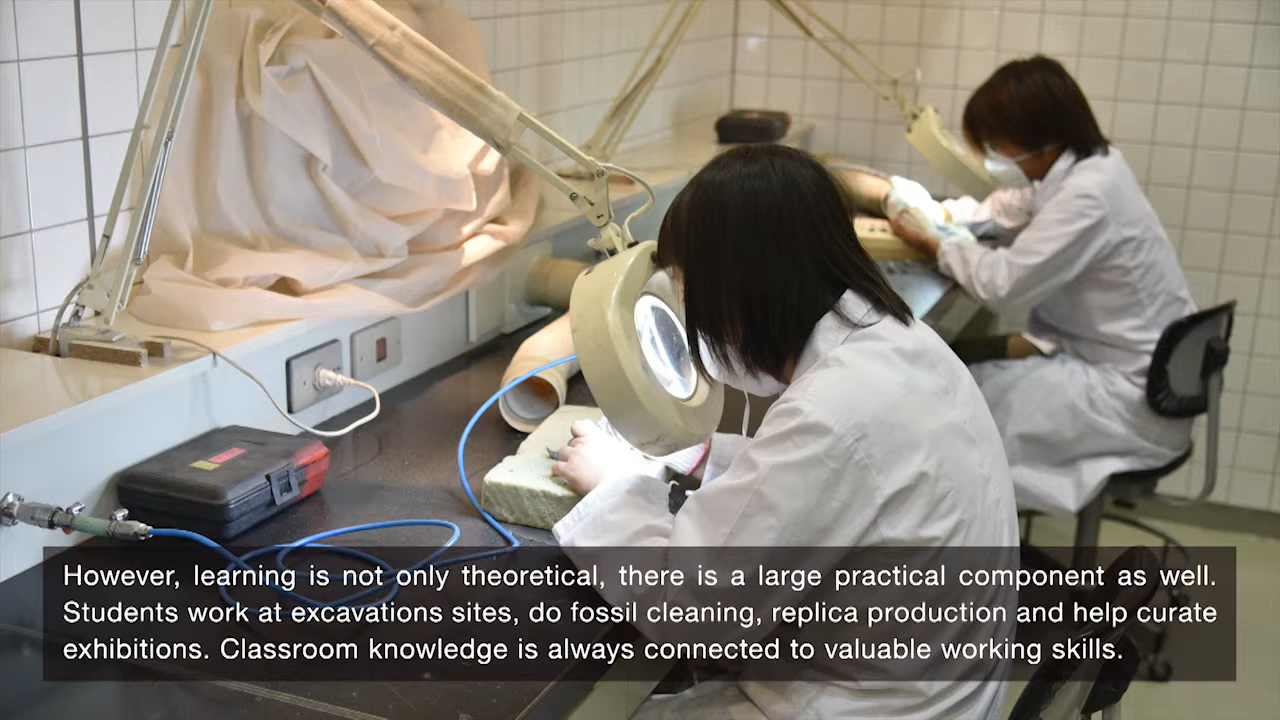 However, learning is not only theoretical, there is a large practical component as well.
Students work at excavations sites, do fossil cleaning, replica production and help curate
exhibitions. Classroom knowledge is always connected to valuable working skills.